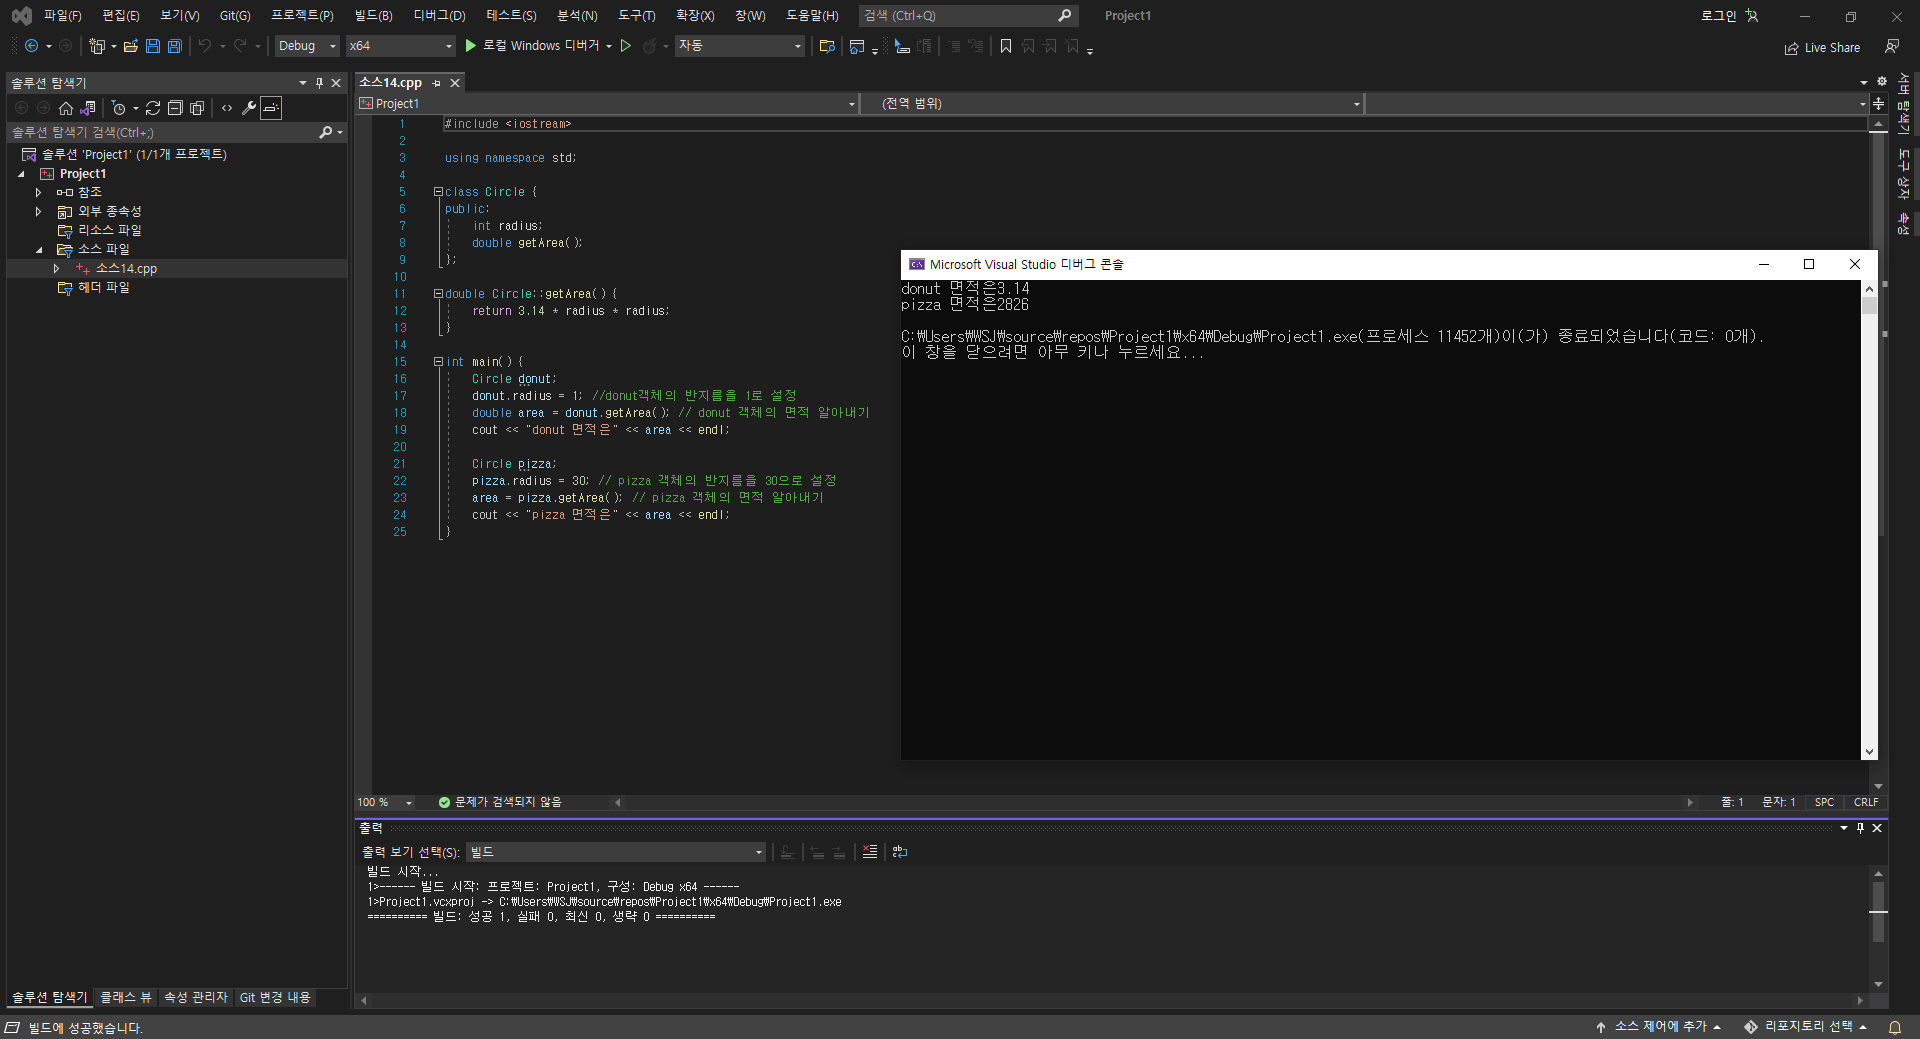 파일(F) 편집(E) 보기(V) Git(G) 프로젝트(P) 빌드(B) 디버그(D) 테스트(S) 분석(N) 도구(T) 확장(X) 창(W) 도움말(H) 검색 (Ctrl+Q) Project1 로그인
Debug x64 로컬 Windows 디버거 자동 Live Share
솔루션 탐색기
솔루션 탐색기 검색(Ctrl+;)
솔루션 'Project1' (1/1개 프로젝트)
Project1
참조
외부 종속성
리소스 파일
소스 파일
소스14.cpp
헤더 파일
솔루션 탐색기 클래스 뷰 속성 관리자 Git 변경 내용
소스14.cpp
Project1 (전역 범위)
1 #include <iostream>
2
3 using namespace std;
4
5 class Circle {
6 public:
7 int radius;
8 double getArea();
9 };
10
11 double Circle::getArea() {
12 return 3.14 * radius * radius;
13 }
14
15 int main() {
16 Circle donut;
17 donut.radius = 1; //donut객체의 반지름을 1로 설정
18 double area = donut.getArea(); // donut 객체의 면적 알아내기
19 cout << "donut 면적은" << area << endl;
20
21 Circle pizza;
22 pizza.radius = 30; // pizza 객체의 반지름을 30으로 설정
23 area = pizza.getArea(); // pizza 객체의 면적 알아내기
24 cout << "pizza 면적은" << area << endl;
25 }
Microsoft Visual Studio 디버그 콘솔
donut 면적은3.14
pizza 면적은2826
C:₩Users₩WSJ₩source₩repos₩Project1₩x64₩Debug₩Project1.exe(프로세스 11452개)이(가) 종료되었습니다(코드: 0개).
이 창을 닫으려면 아무 키나 누르세요...
서버 탐색기
도구 상자
속성
100 % 문제가 검색되지 않음 줄: 1 문자: 1 SPC CRLF
출력
출력 보기 선택(S): 빌드
빌드 시작...
1>------ 빌드 시작: 프로젝트: Project1, 구성: Debug x64 ------
1>Project1.vcxproj -> C:₩Users₩WSJ₩source₩repos₩Project1₩x64₩Debug₩Project1.exe
========== 빌드: 성공 1, 실패 0, 최신 0, 생략 0 ==========
빌드에 성공했습니다. 소스 제어에 추가 리포지토리 선택